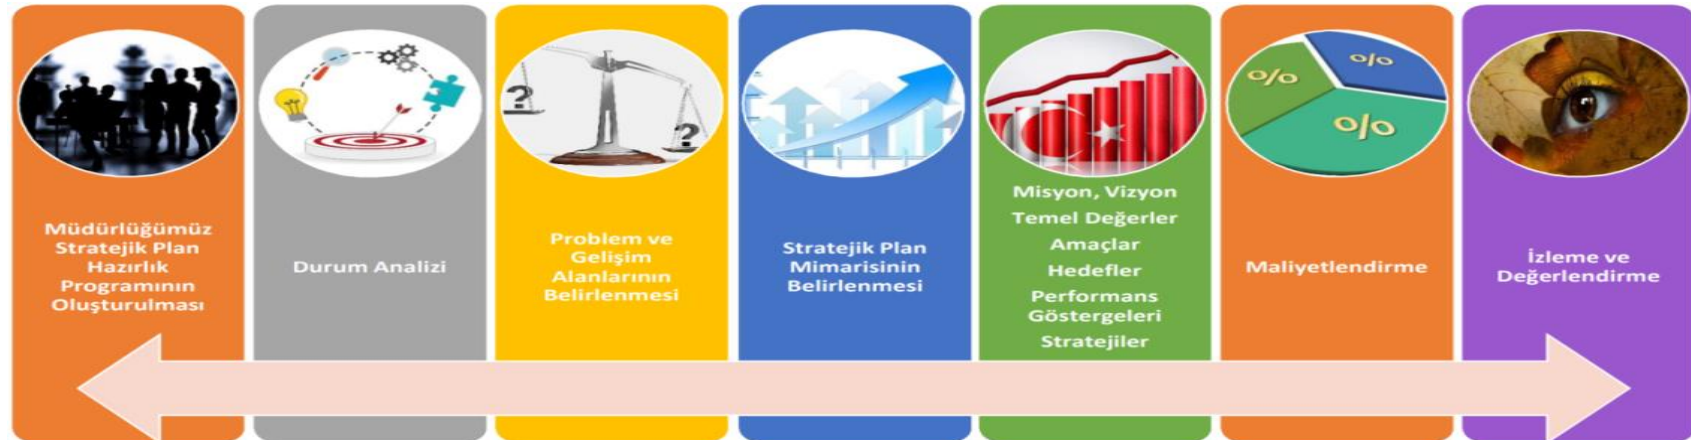 Müdürlüğümüz
Stratejik Plan
Hazırlık
Programının
Oluşturulması
Durum Analizi
?
?
Problem ve
Gelişim
Alanlarının
Belirlenmesi
Stratejik Plan
Mimarisinin
Belirlenmesi
Misyon, Vizyon
Temel Değerler
Amaçlar
Hedefler
Performans
Göstergeleri
Stratejiler
%
%
%
Maliyetlendirme
İzleme ve
Değerlendirme